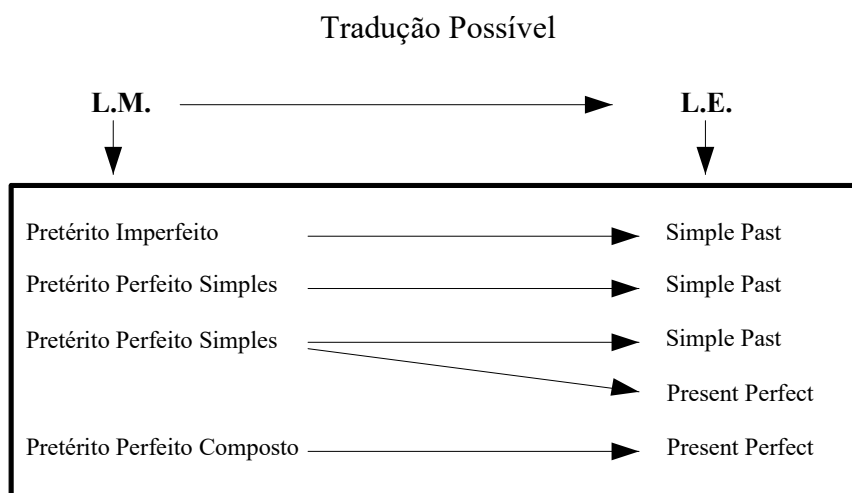 Tradução Possível
L.M. L.E.
Pretérito Imperfeito Simple Past
Pretérito Perfeito Simples Simple Past
Pretérito Perfeito Simples Simple Past
Present Perfect
Pretérito Perfeito Composto Present Perfect